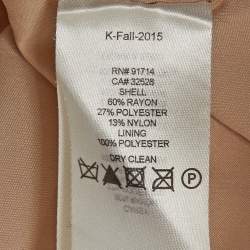 K-Fall-2015
RN# 91714
CA# 32528
SHELL
60% RAYON
27% POLYESTER
13% NYLON
LINING
100% POLYESTER
DRY CLEAN